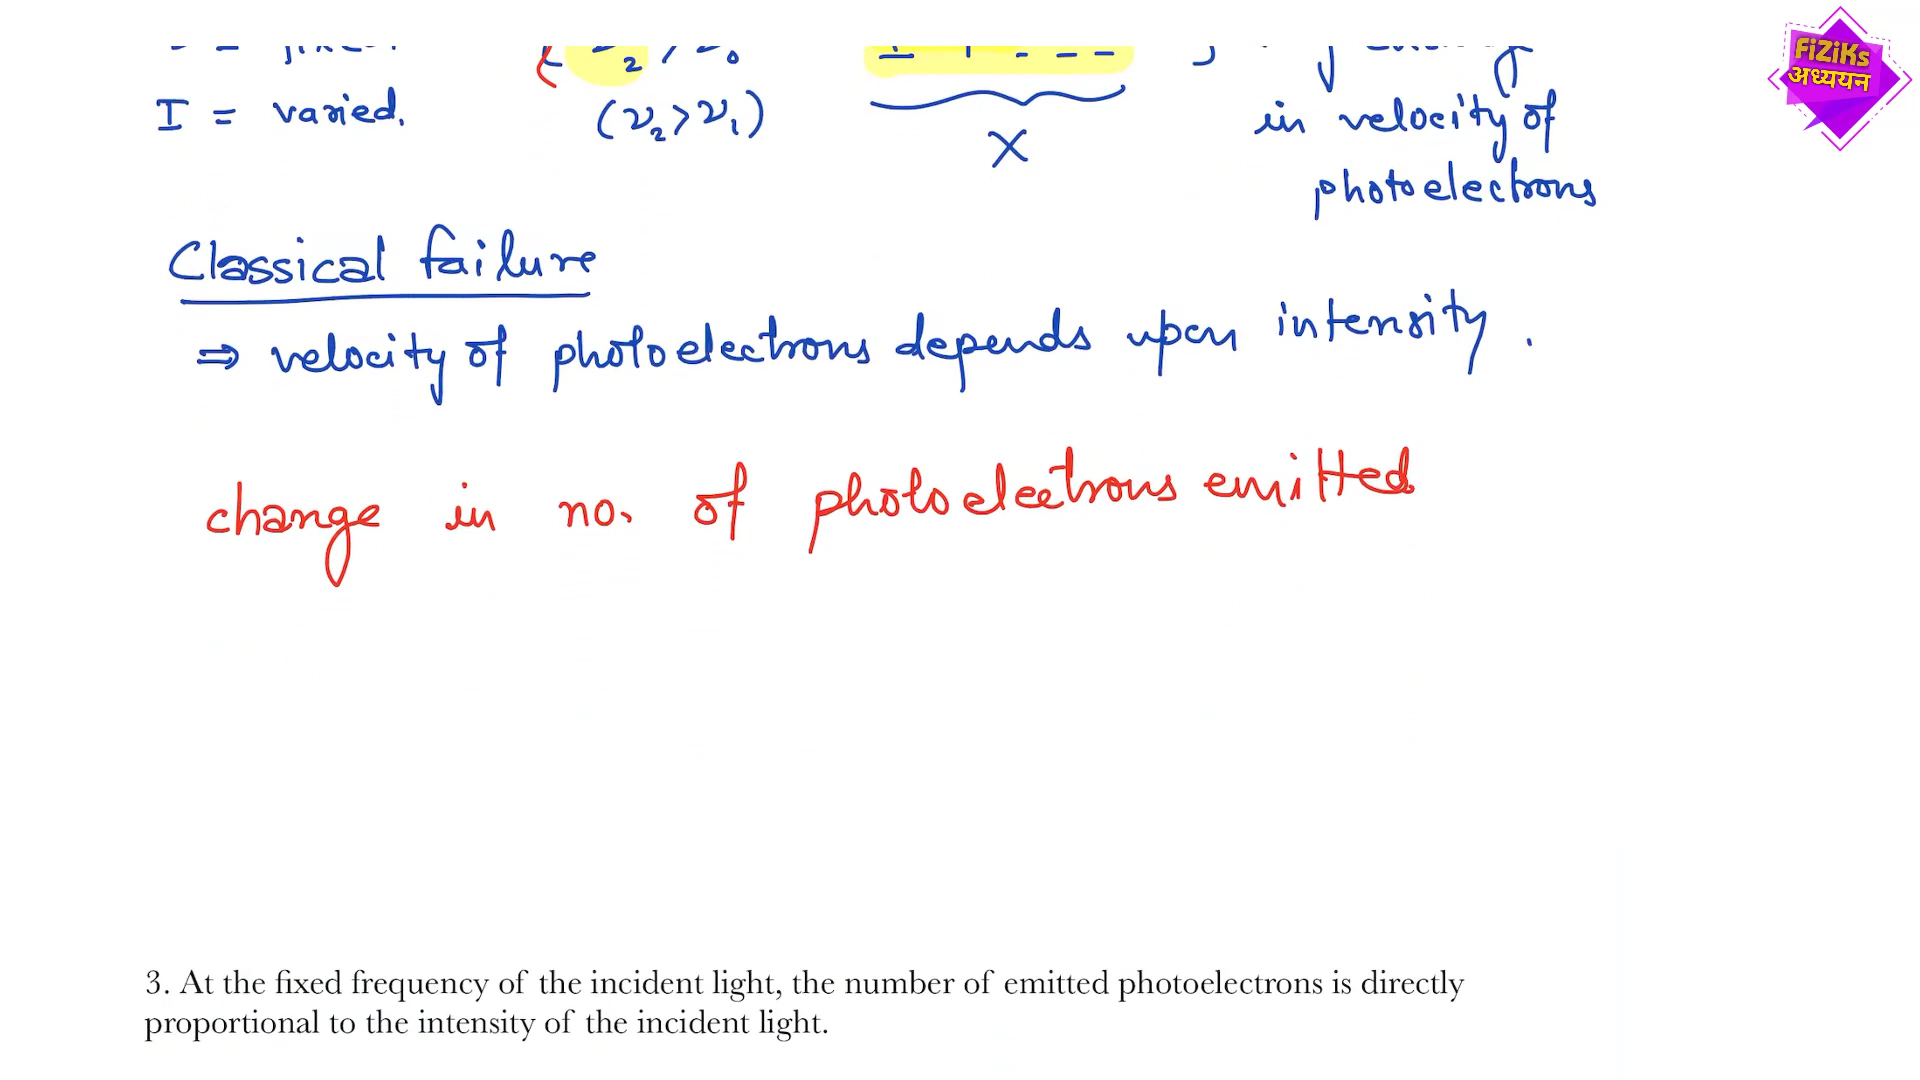 I = varied.
(ν₂>ν₁)
X
in velocity of
photoelectrons
FiZiKs
अध्ययन
Classical failure
⇒ velocity of photoelectrons depends upon intensity.
change in no. of photoelectrons emitted
3. At the fixed frequency of the incident light, the number of emitted photoelectrons is directly
proportional to the intensity of the incident light.